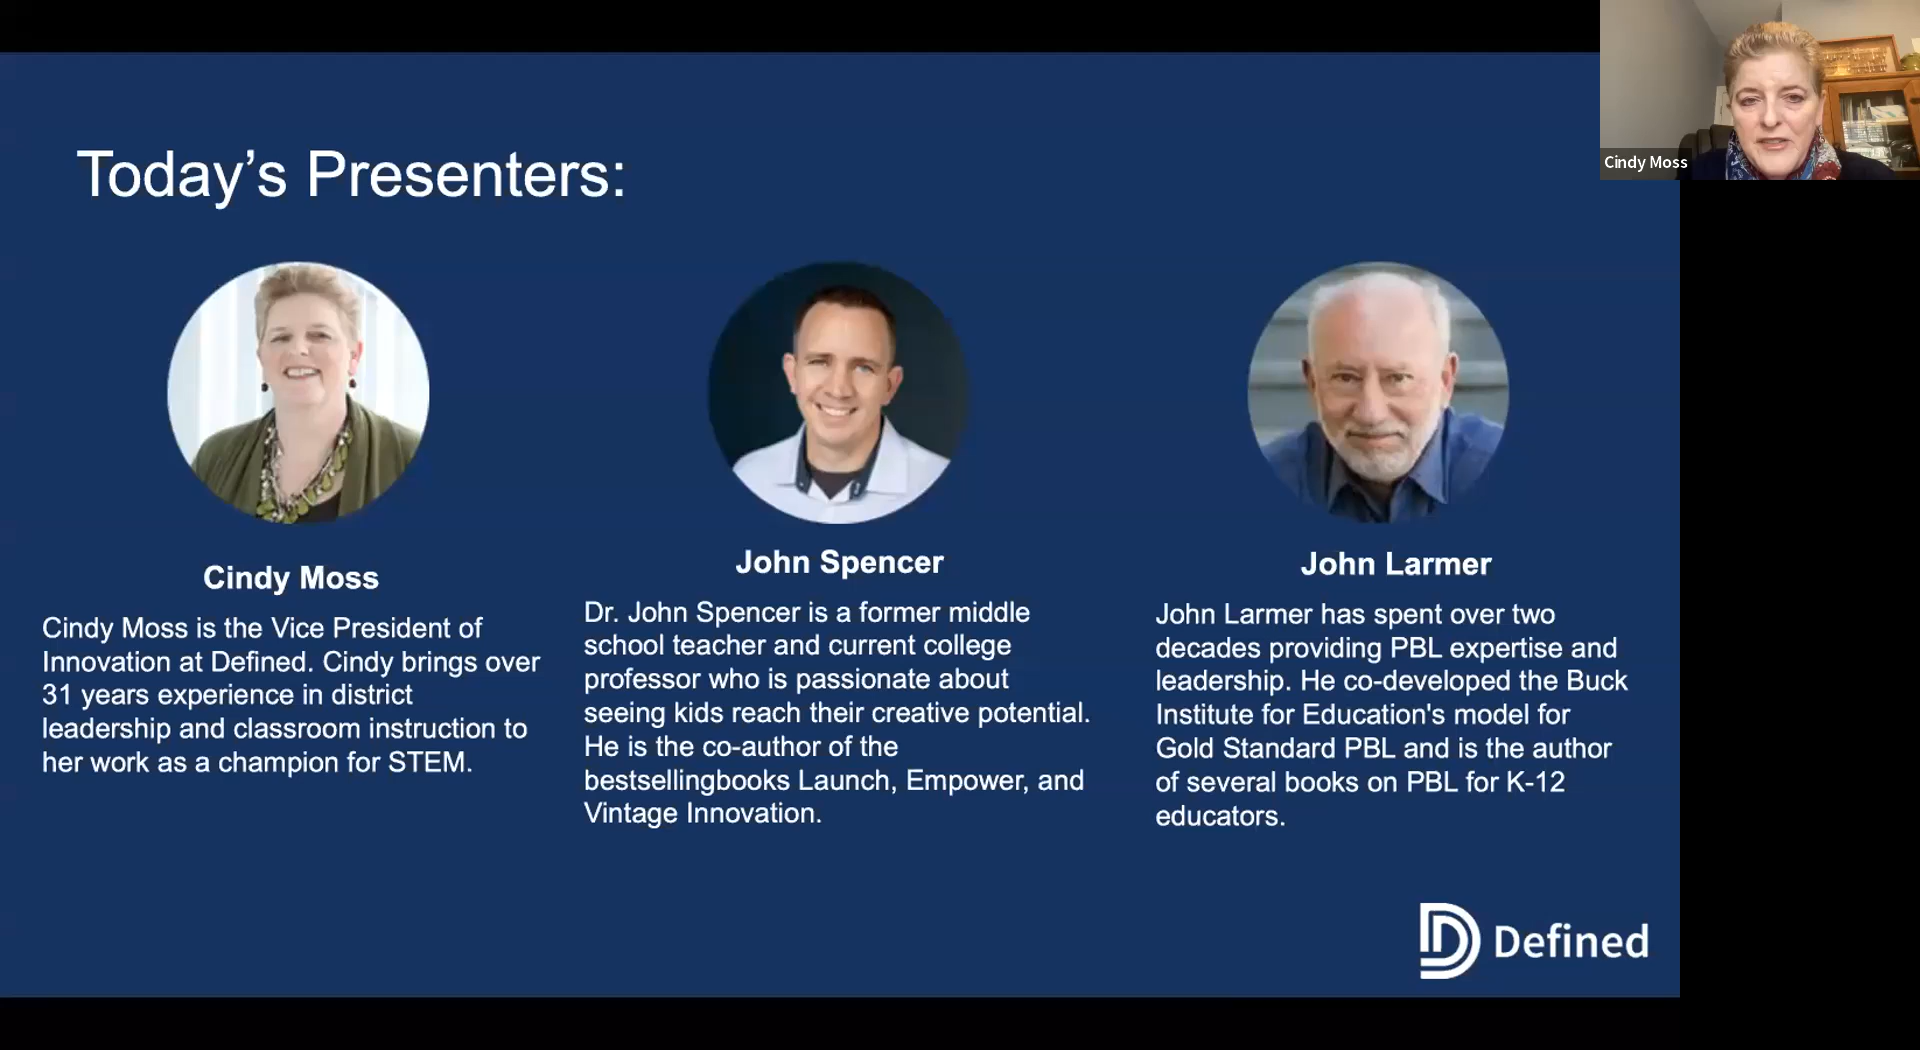 Today's Presenters:
Cindy Moss
Cindy Moss
Cindy Moss is the Vice President of
Innovation at Defined. Cindy brings over
31 years experience in district
leadership and classroom instruction to
her work as a champion for STEM.
John Spencer
Dr. John Spencer is a former middle
school teacher and current college
professor who is passionate about
seeing kids reach their creative potential.
He is the co-author of the
bestsellingbooks Launch, Empower, and
Vintage Innovation.
John Larmer
John Larmer has spent over two
decades providing PBL expertise and
leadership. He co-developed the Buck
Institute for Education's model for
Gold Standard PBL and is the author
of several books on PBL for K-12
educators.
Defined